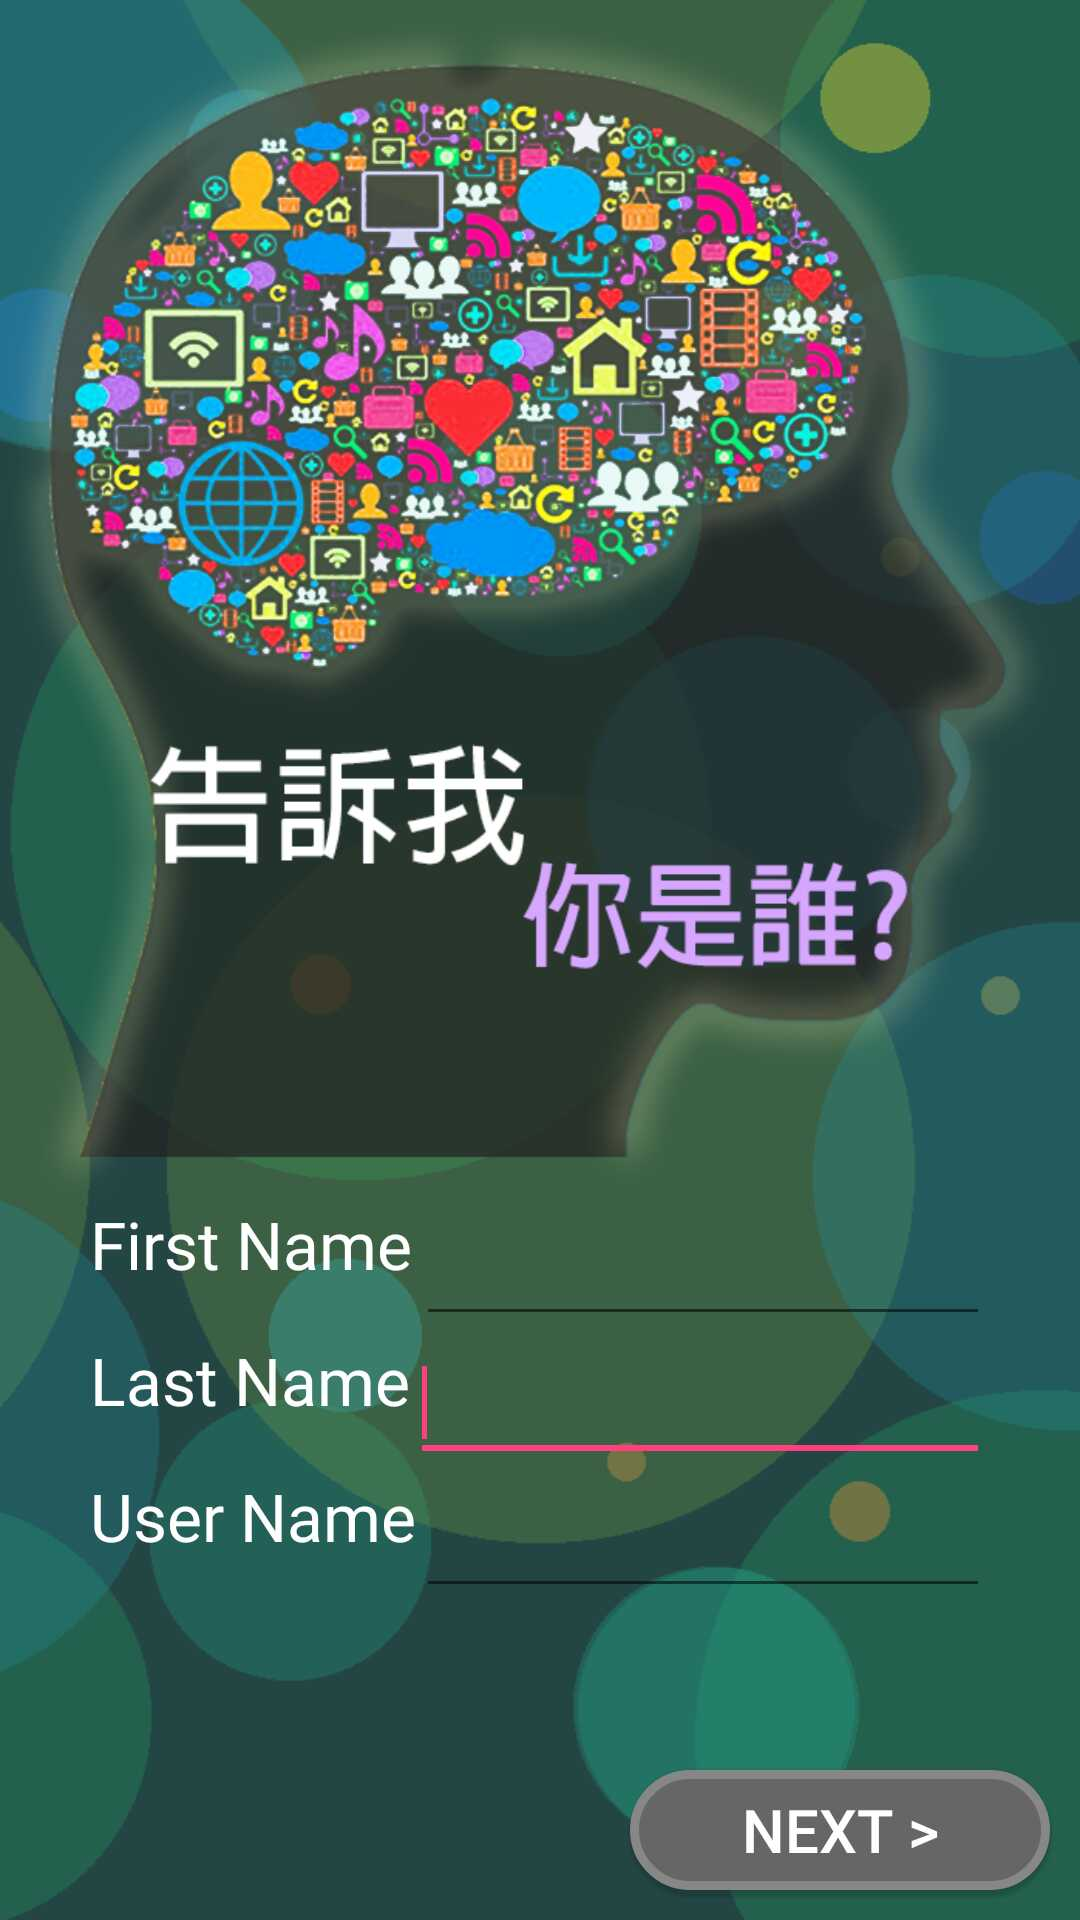 告訴我
你是誰?
First Name
Last Name
User Name
NEXT >